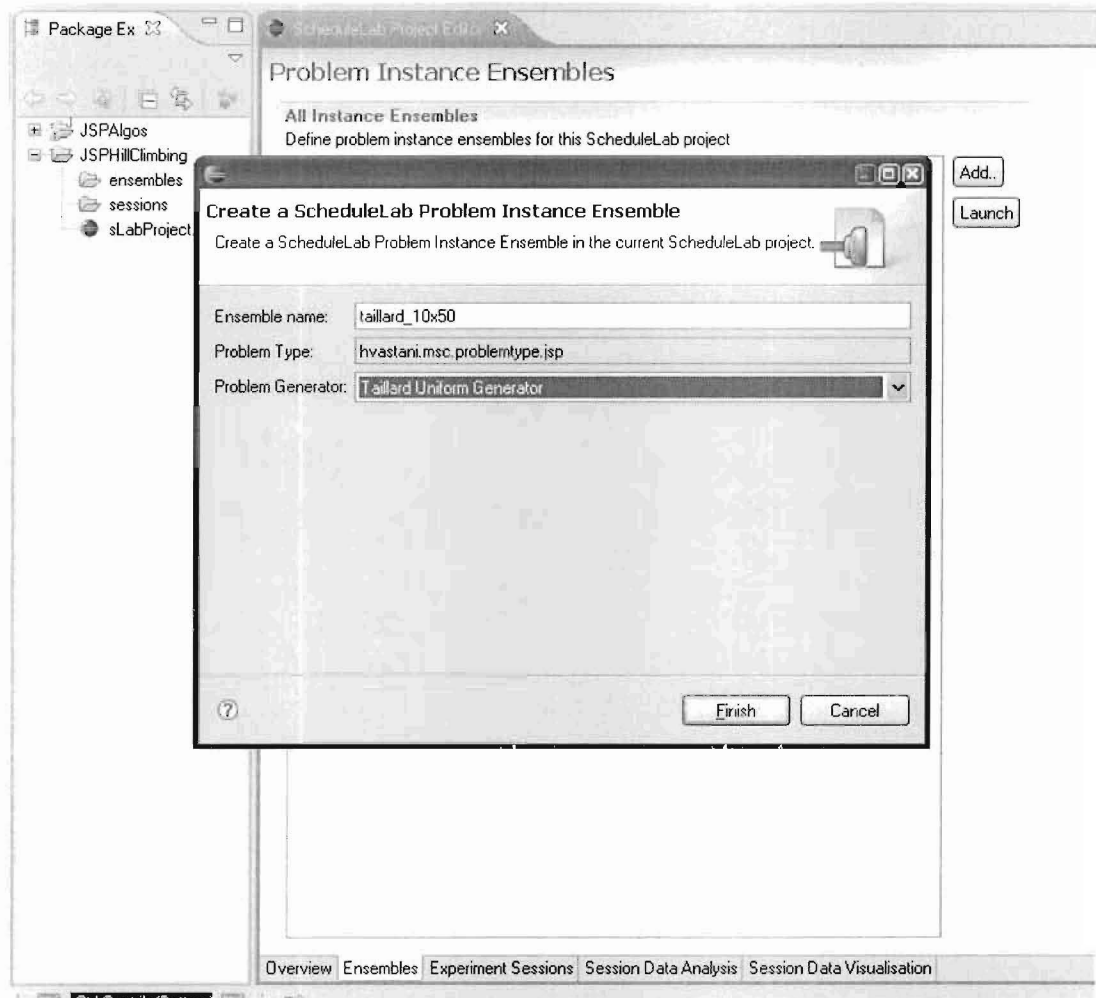 Package Ex
ScheduleLab Project Editor
Problem Instance Ensembles
All Instance Ensembles
Define problem instance ensembles for this ScheduleLab project
JSPAlgos
JSPHillClimbing
ensembles
sessions
sLabProject.
Add..
Launch
Create a ScheduleLab Problem Instance Ensemble
Create a ScheduleLab Problem Instance Ensemble in the current ScheduleLab project.
Ensemble name: taillard_10x50
Problem Type: hvastani.msc.problemtype.jsp
Problem Generator: Taillard Uniform Generator
Finish
Cancel
Overview Ensembles Experiment Sessions Session Data Analysis Session Data Visualisation